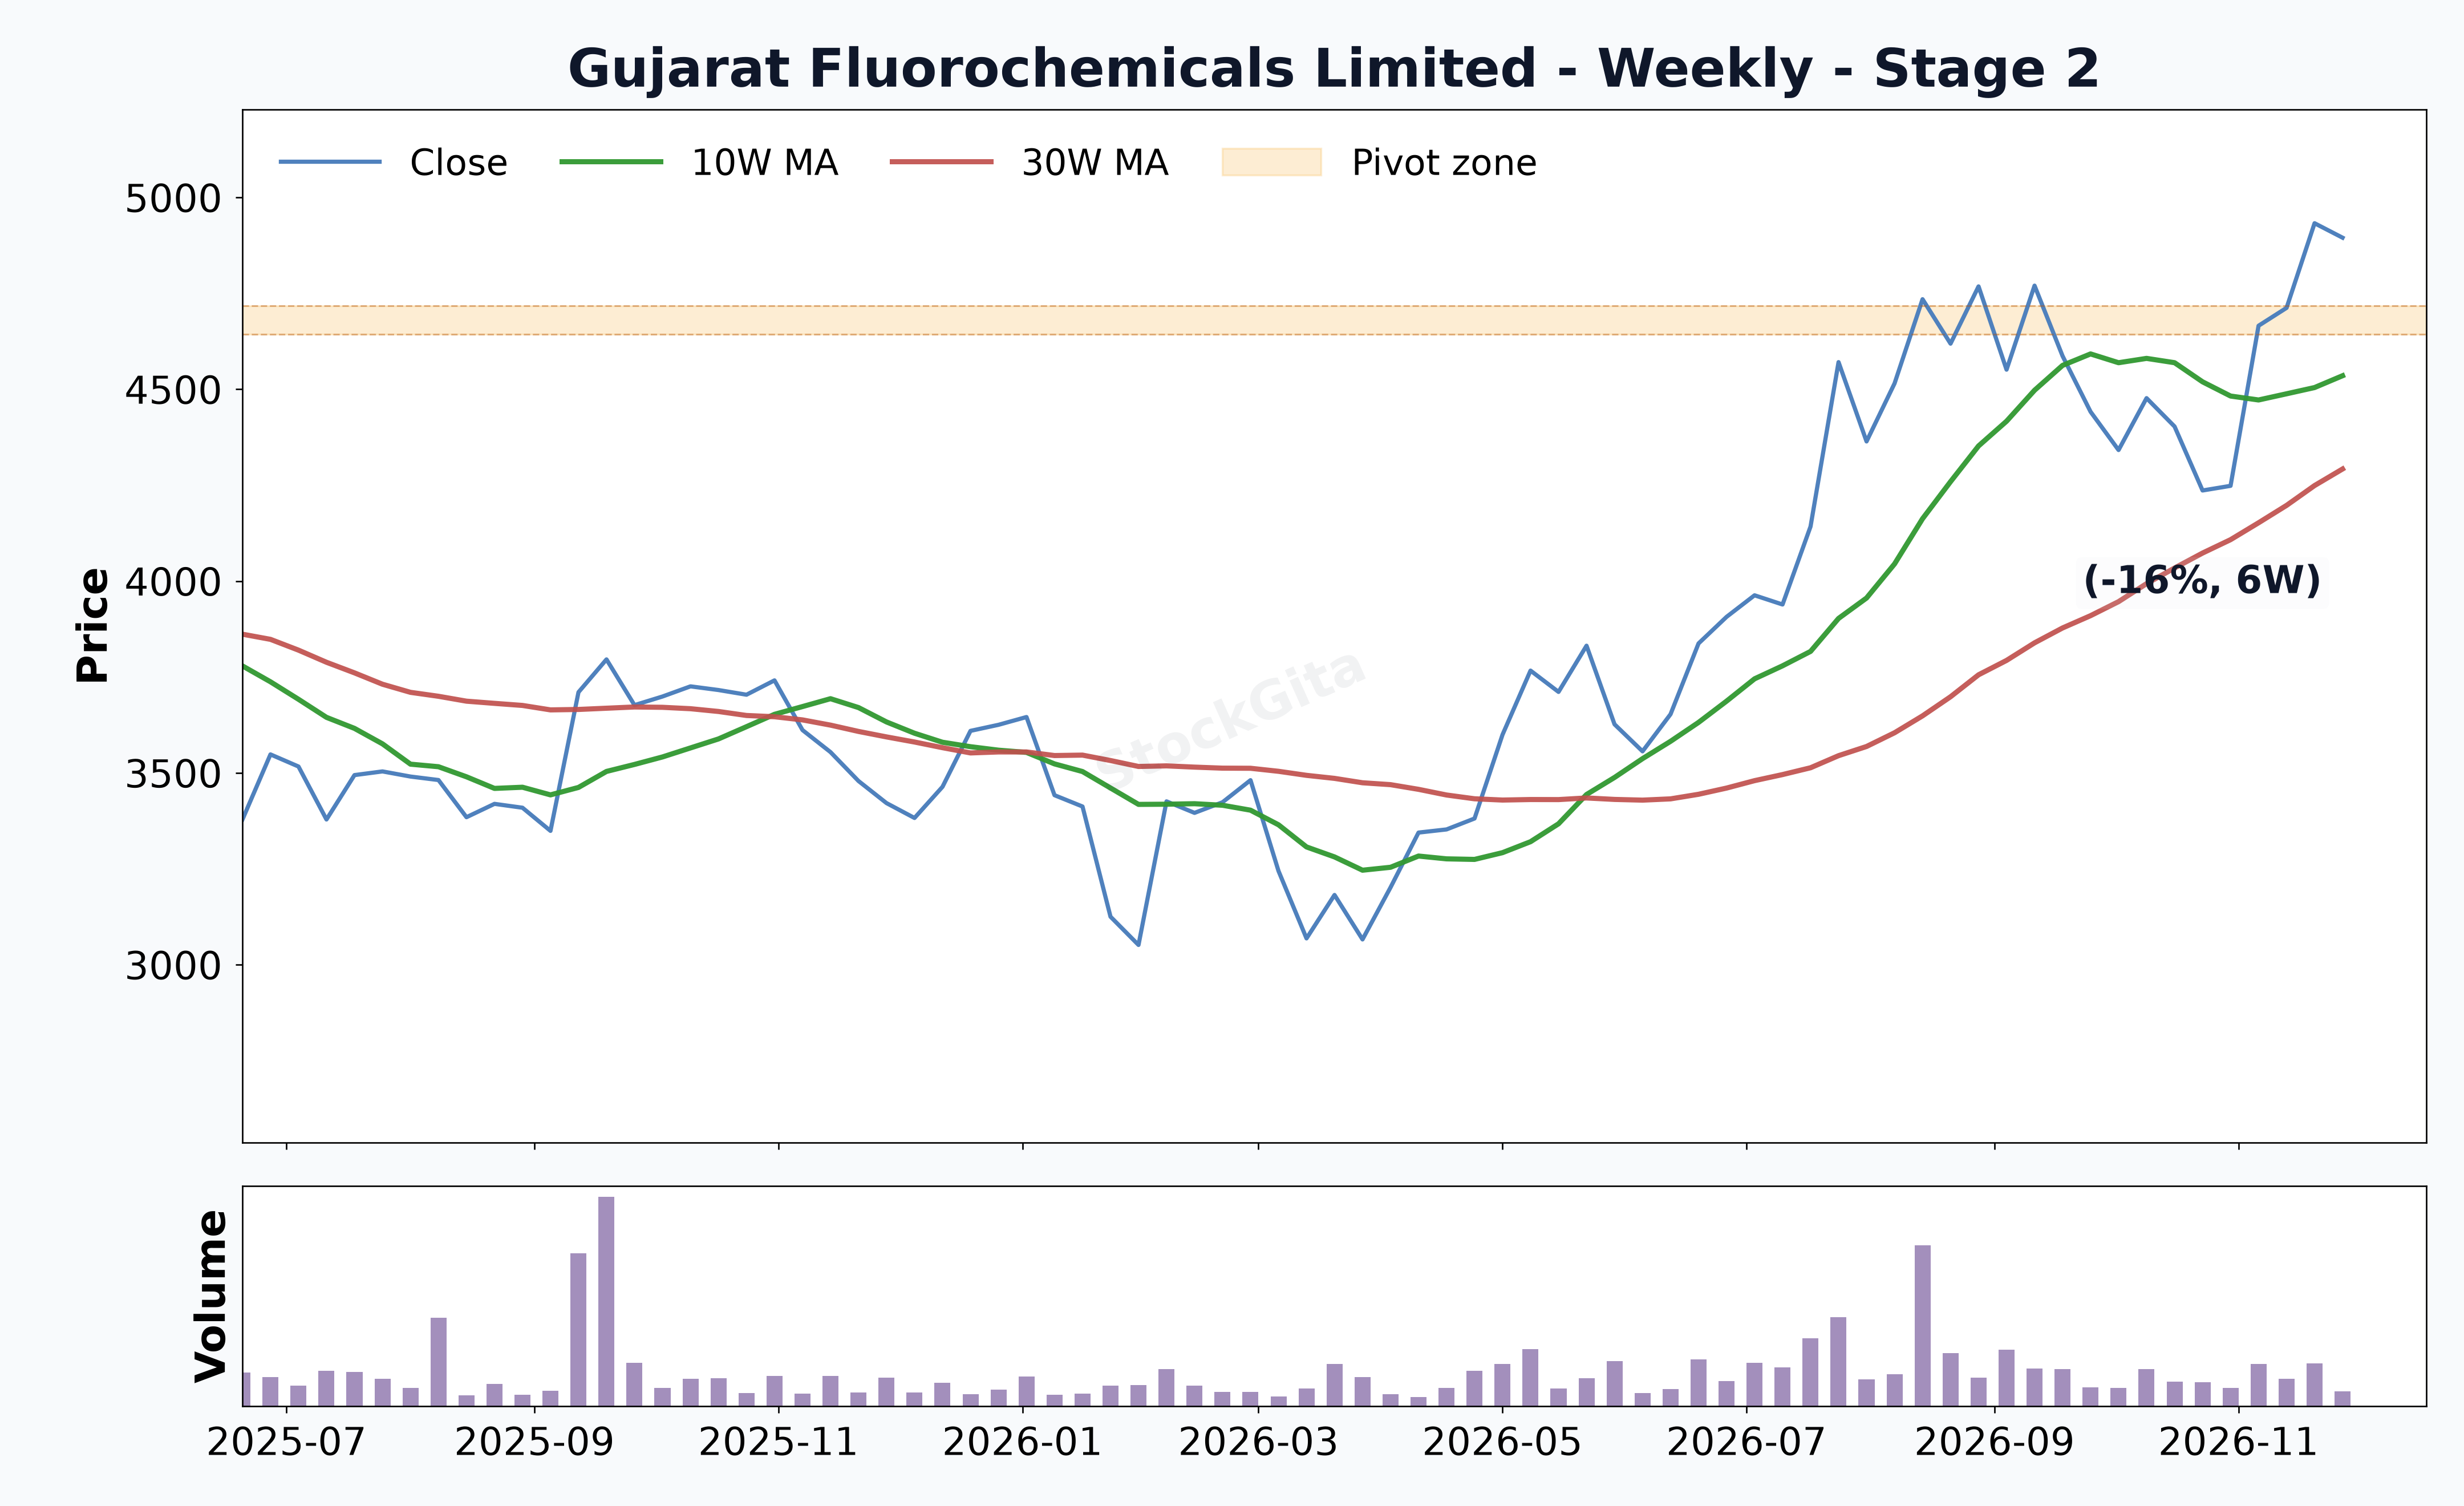 Gujarat Fluorochemicals Limited - Weekly - Stage 2
Close 10W MA 30W MA Pivot zone
5000
4500
4000
3500
3000
Price
(-16%, 6W)
StockGita
Volume
2025-07 2025-09 2025-11 2026-01 2026-03 2026-05 2026-07 2026-09 2026-11